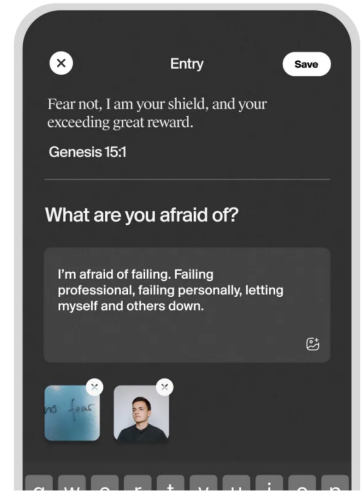 Entry
Save
Fear not, I am your shield, and your
exceeding great reward.
Genesis 15:1
What are you afraid of?
I'm afraid of failing. Failing
professional, failing personally, letting
myself and others down.
no fear
q w e r t y u i o p